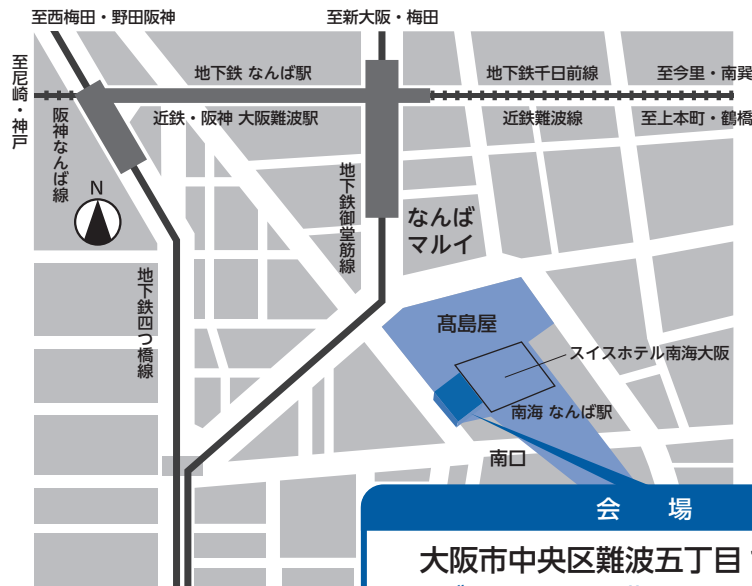 至西梅田・野田阪神
至新大阪・梅田
至尼崎・神戸
地下鉄 なんば駅
地下鉄千日前線
至今里・南巽
阪神なんば線
近鉄・阪神 大阪難波駅
近鉄難波線
至上本町・鶴橋
N
地下鉄御堂筋線
なんば
マルイ
地下鉄四つ橋線
髙島屋
スイスホテル南海大阪
南海 なんば駅
南口
会 場
大阪市中央区難波五丁目